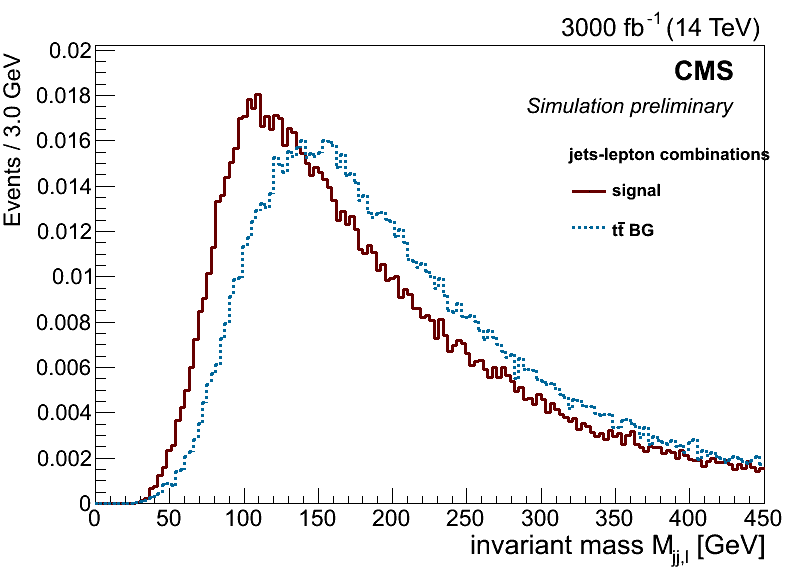 3000 fb⁻¹ (14 TeV)
CMS
Simulation preliminary
jets-lepton combinations
signal
tt̄ BG
Events / 3.0 GeV
0.02
0.018
0.016
0.014
0.012
0.01
0.008
0.006
0.004
0.002
0
0 50 100 150 200 250 300 350 400 450
invariant mass M_jj,l [GeV]